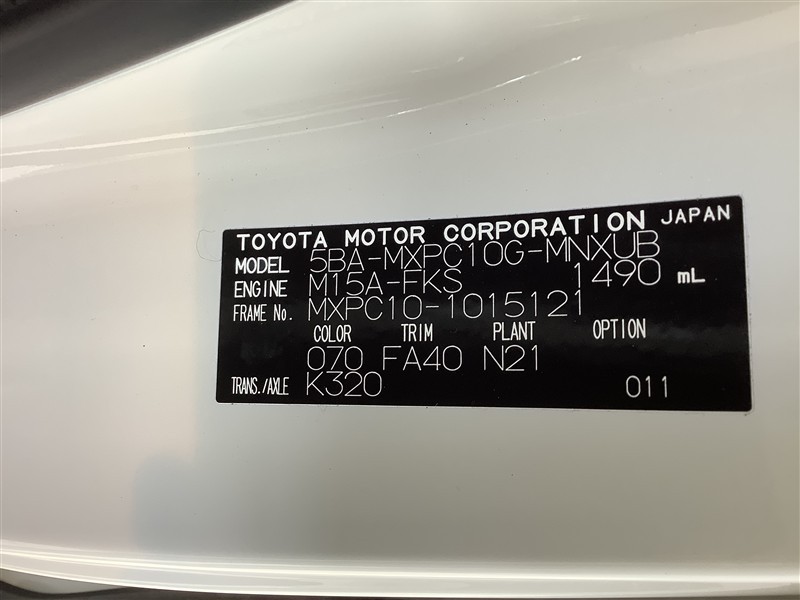 TOYOTA MOTOR CORPORATION JAPAN
MODEL 5BA-MXPC10G-MNXUB
ENGINE M15A-FKS 1490 mL
FRAME No. MXPC10-1015121
COLOR TRIM PLANT OPTION
070 FA40 N21
TRANS./AXLE K320 011